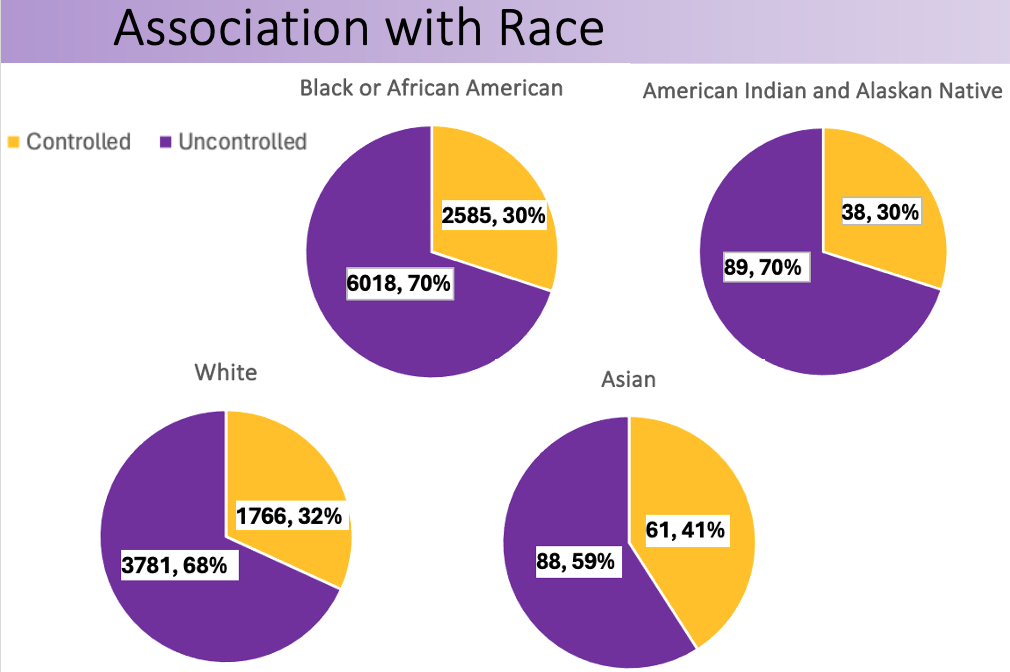 Association with Race
Black or African American
American Indian and Alaskan Native
Controlled
Uncontrolled
2585, 30%
6018, 70%
38, 30%
89, 70%
White
Asian
1766, 32%
3781, 68%
61, 41%
88, 59%